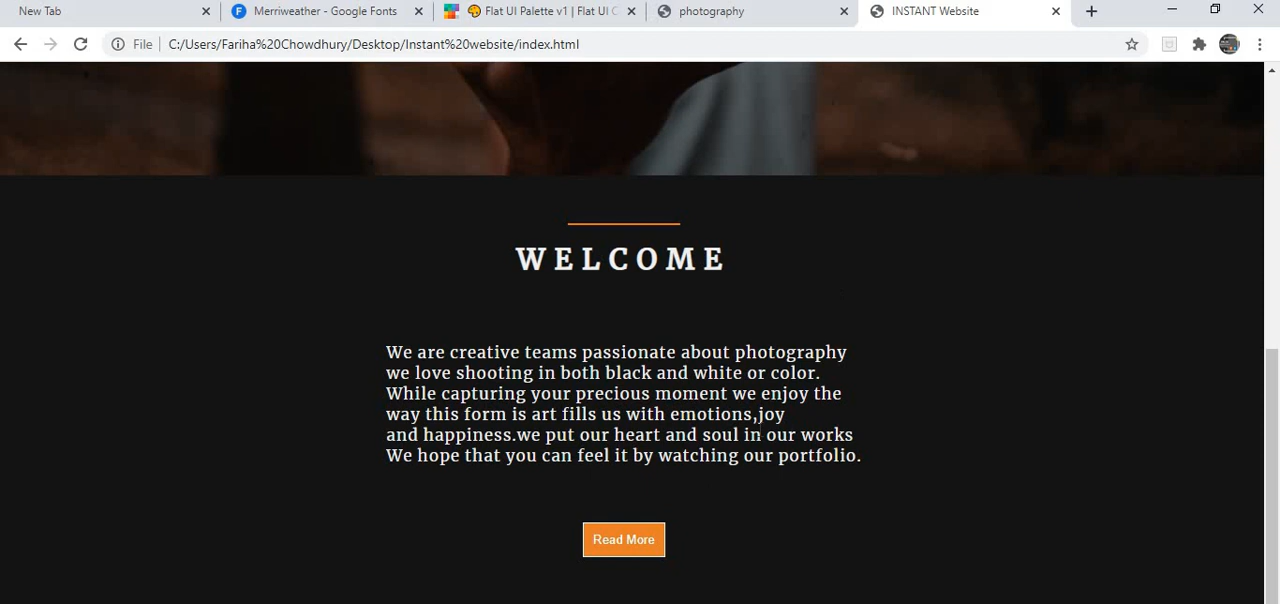 New Tab
Merriweather - Google Fonts
Flat UI Palette v1 | Flat UI C
photography
INSTANT Website
File
C:/Users/Fariha%20Chowdhury/Desktop/Instant%20website/index.html
WELCOME
We are creative teams passionate about photography
we love shooting in both black and white or color.
While capturing your precious moment we enjoy the
way this form is art fills us with emotions,joy
and happiness.we put our heart and soul in our works
We hope that you can feel it by watching our portfolio.
Read More